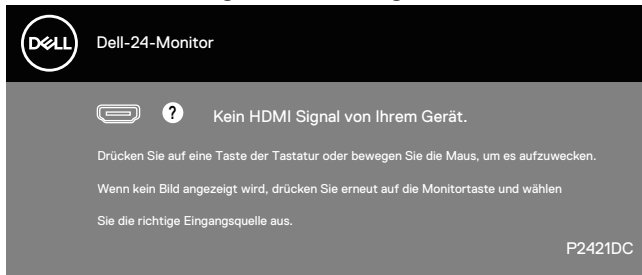 DELL
Dell-24-Monitor
? Kein HDMI Signal von Ihrem Gerät.
Drücken Sie auf eine Taste der Tastatur oder bewegen Sie die Maus, um es aufzuwecken.
Wenn kein Bild angezeigt wird, drücken Sie erneut auf die Monitortaste und wählen
Sie die richtige Eingangsquelle aus.
P2421DC